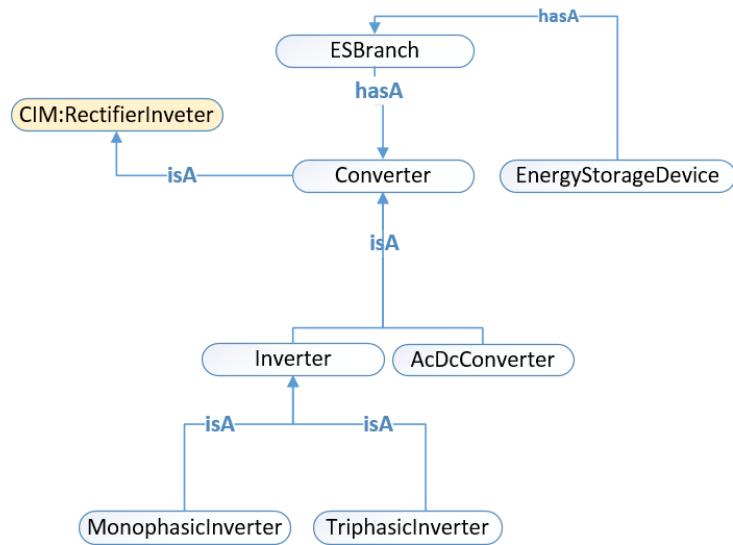 hasA
ESBranch
hasA
CIM:RectifierInveter
isA
Converter
EnergyStorageDevice
isA
Inverter
AcDcConverter
isA
isA
MonophasicInverter
TriphasicInverter